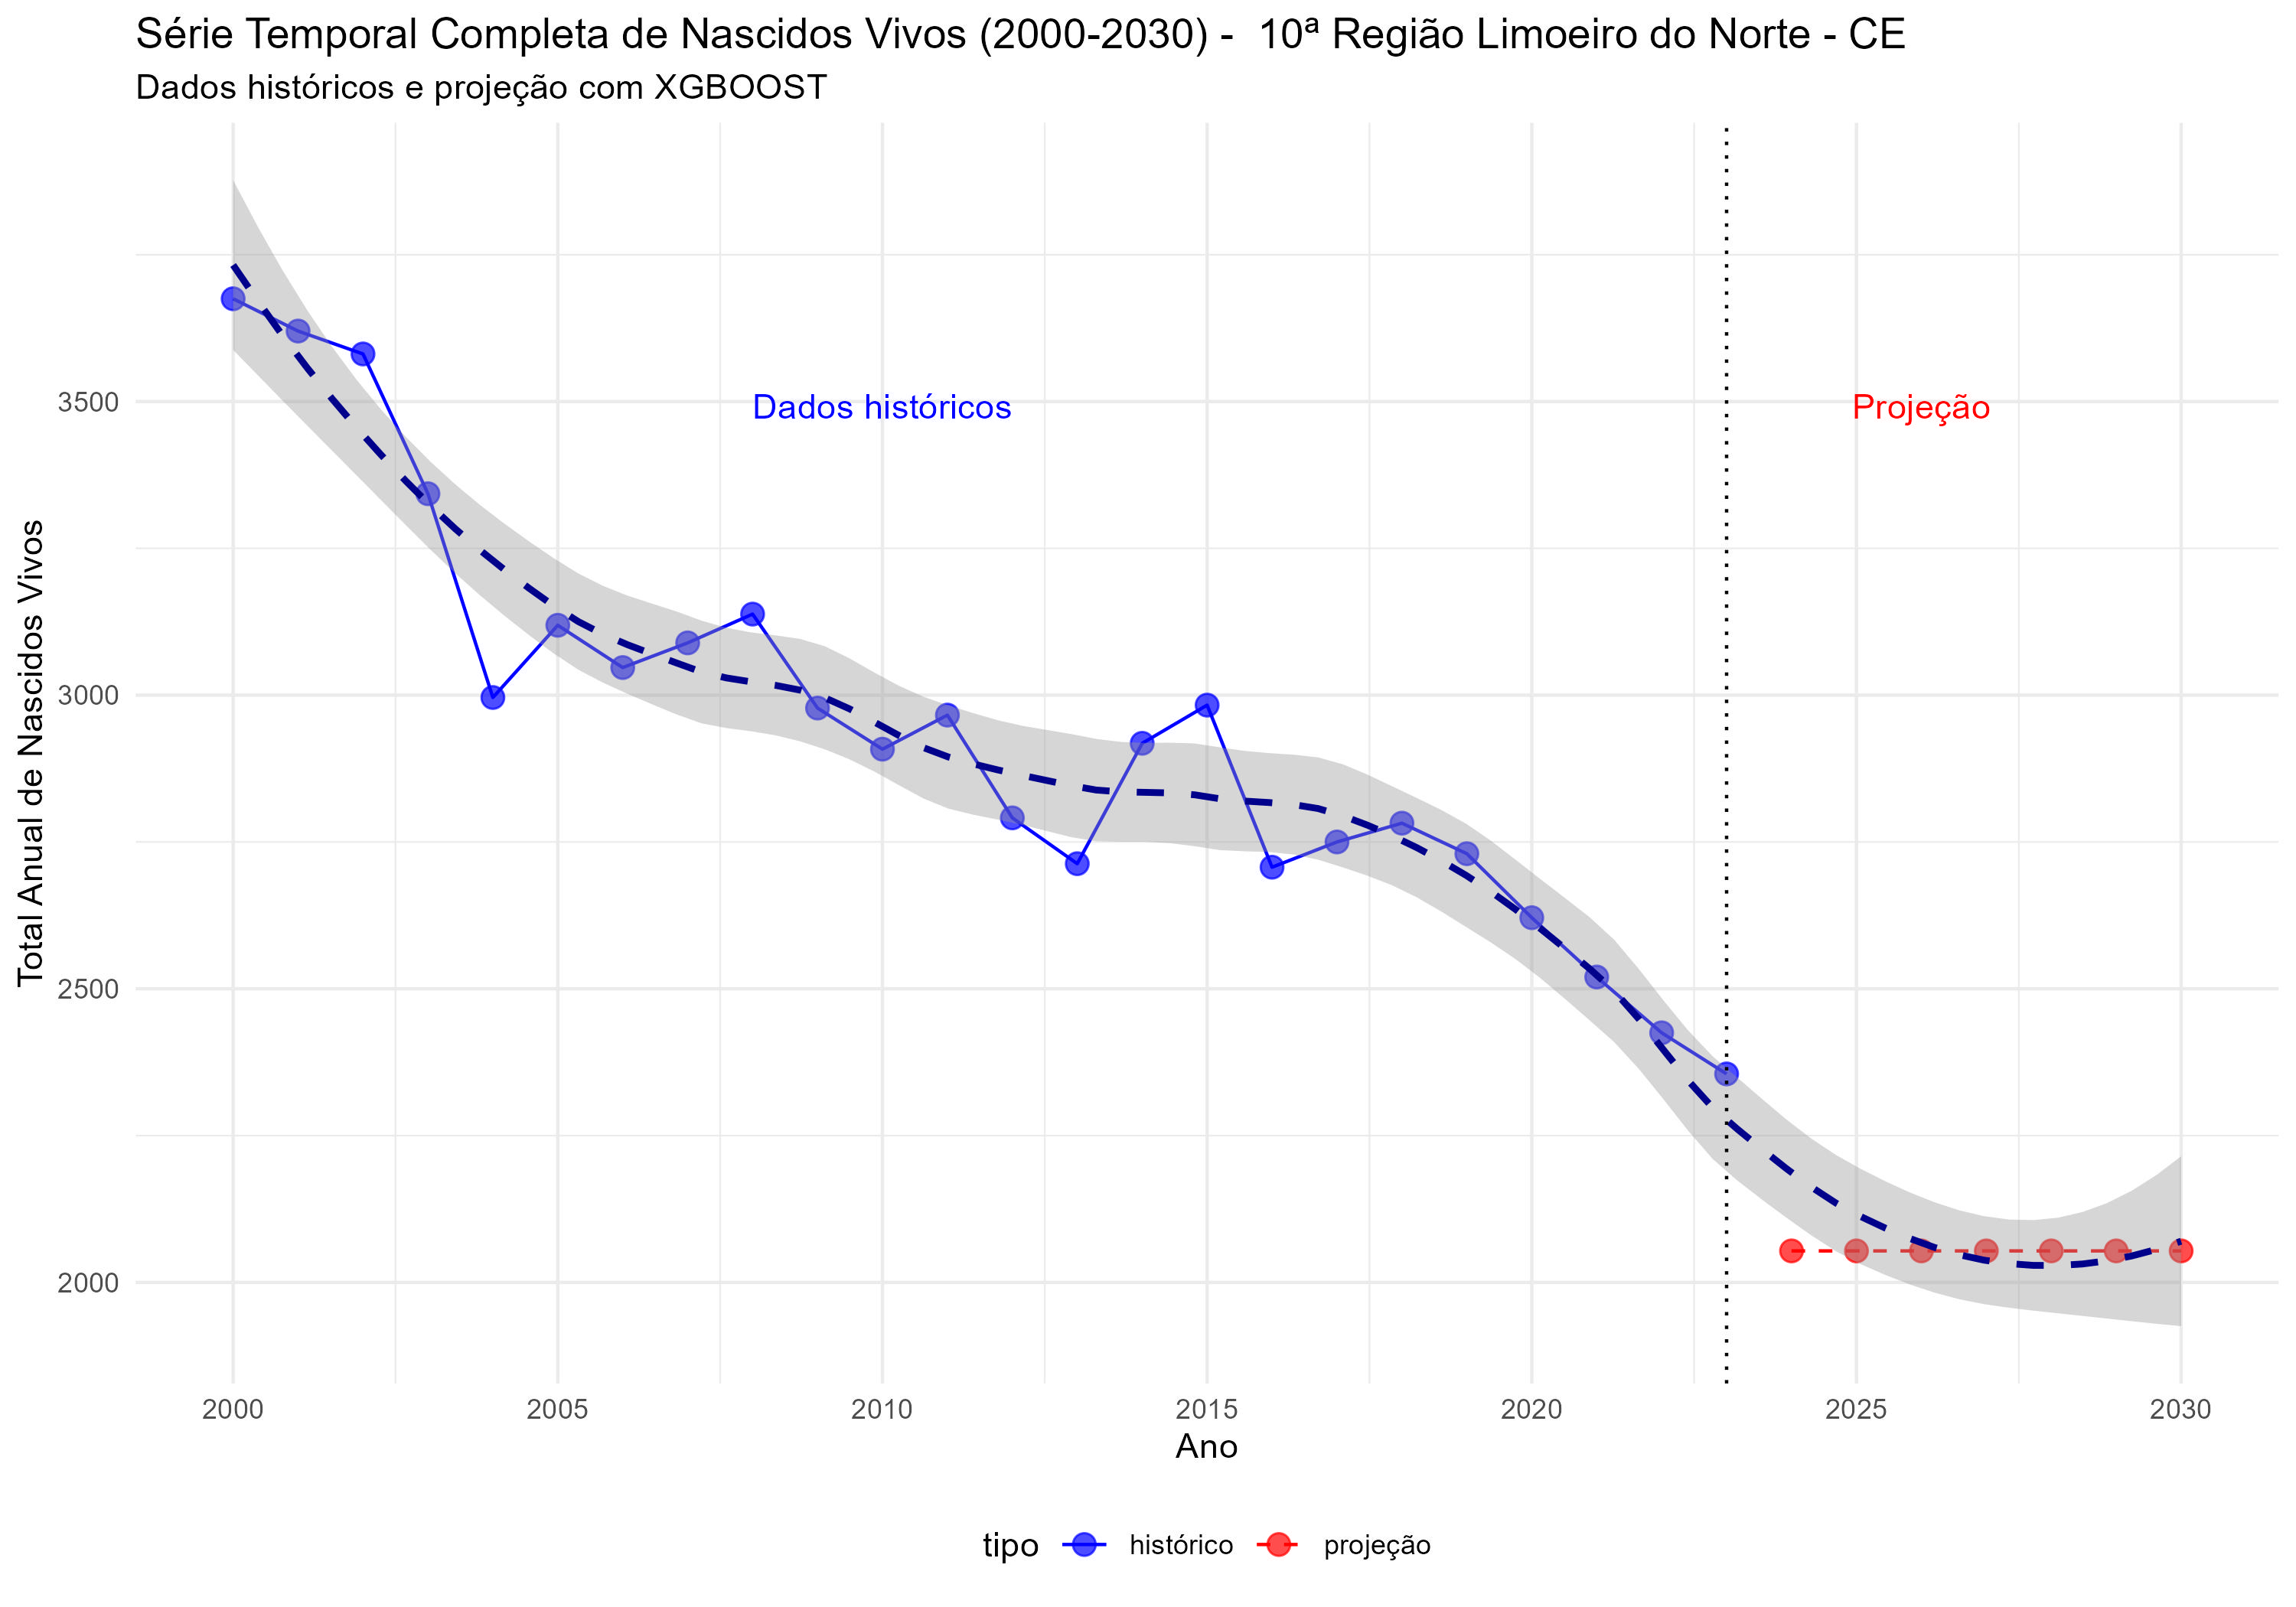 Série Temporal Completa de Nascidos Vivos (2000-2030) -  10ª Região Limoeiro do Norte - CE
Dados históricos e projeção com XGBOOST
Total Anual de Nascidos Vivos
3500
3000
2500
2000
Dados históricos
Projeção
2000
2005
2010
2015
2020
2025
2030
Ano
tipo
histórico
projeção